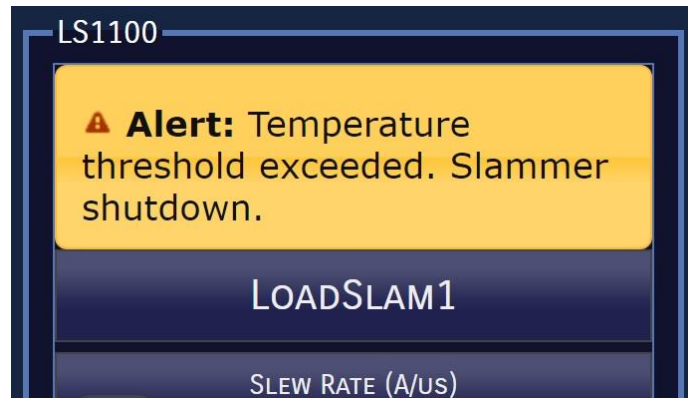 LS1100
Alert: Temperature
threshold exceeded. Slammer
shutdown.
LOADSLAM1
SLEW RATE (A/US)